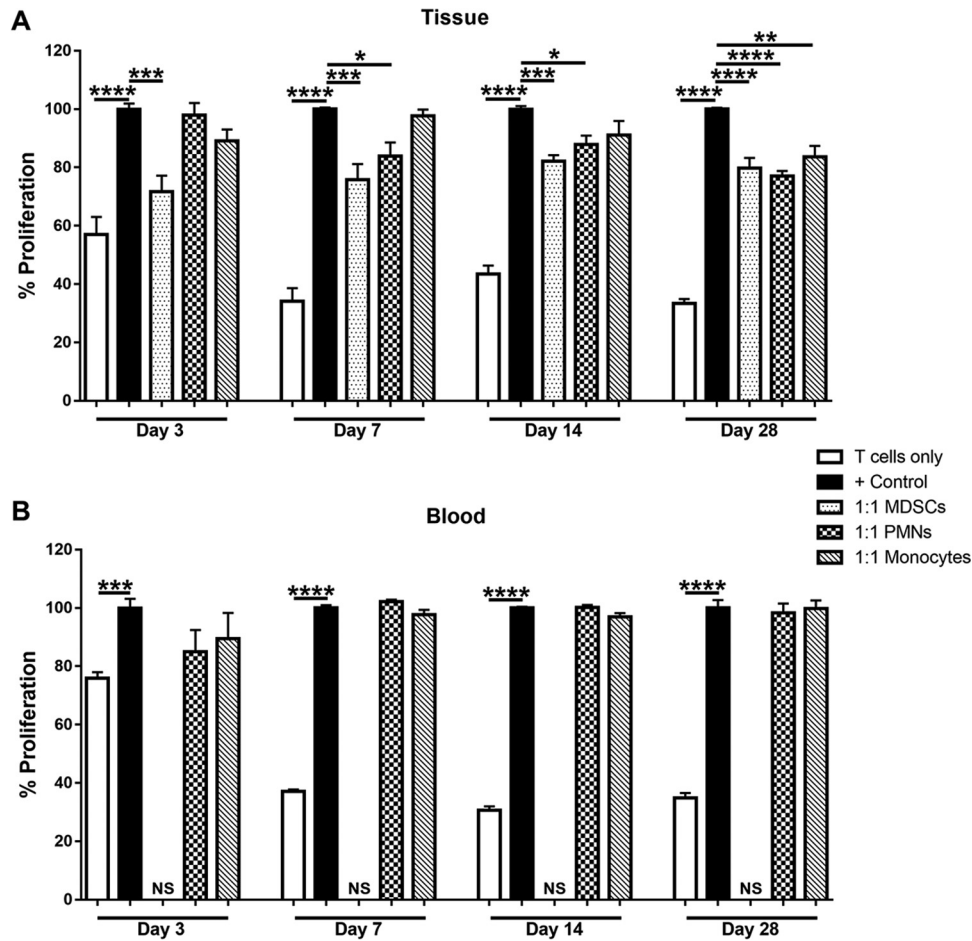 A
Tissue
% Proliferation
120
100
80
60
40
20
0
**** *** 
**** *** *
**** *** *
**** **** **** **
Day 3 Day 7 Day 14 Day 28
T cells only
+ Control
1:1 MDSCs
1:1 PMNs
1:1 Monocytes
B
Blood
% Proliferation
120
100
80
60
40
20
0
*** **** **** ****
NS NS NS NS
Day 3 Day 7 Day 14 Day 28